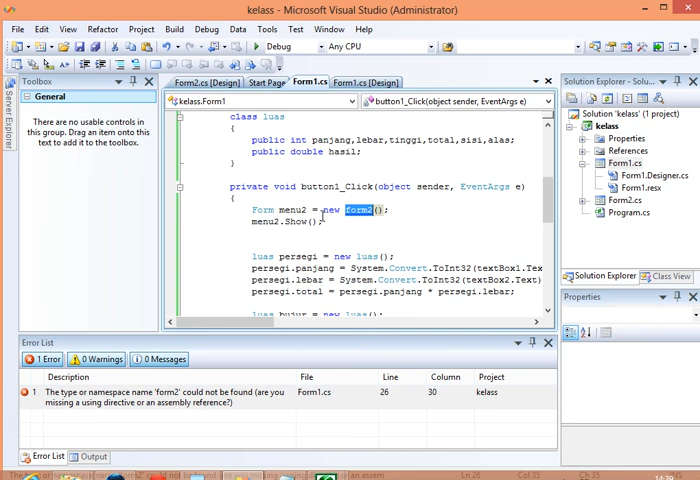 kelass - Microsoft Visual Studio (Administrator)
File Edit View Refactor Project Build Debug Data Tools Test Window Help
Debug Any CPU
Toolbox
Form2.cs [Design] Start Page Form1.cs Form1.cs [Design]
Solution Explorer - Solu...
Server Explorer
General
There are no usable controls in this group. Drag an item onto this text to add it to the toolbox.
kelass.Form1
button1_Click(object sender, EventArgs e)
class luas
{
public int panjang,lebar,tinggi,total,sisi,alas;
public double hasil;
}
private void button1_Click(object sender, EventArgs e)
{
Form menu2 = new form2();
menu2.Show();
luas persegi = new luas();
persegi.panjang = System.Convert.ToInt32(textBox1.Tex
persegi.lebar = System.Convert.ToInt32(textBox2.Text)
persegi.total = persegi.panjang * persegi.lebar;
luas bujur = new luas();
Solution 'kelass' (1 project)
kelass
Properties
References
Form1.cs
Form1.Designer.cs
Form1.resx
Form2.cs
Program.cs
Solution Explorer Class View
Properties
Error List
1 Error 0 Warnings 0 Messages
Description File Line Column Project
1 The type or namespace name 'form2' could not be found (are you missing a using directive or an assembly reference?) Form1.cs 26 30 kelass
Error List Output
Ln 26 Col 35
INS